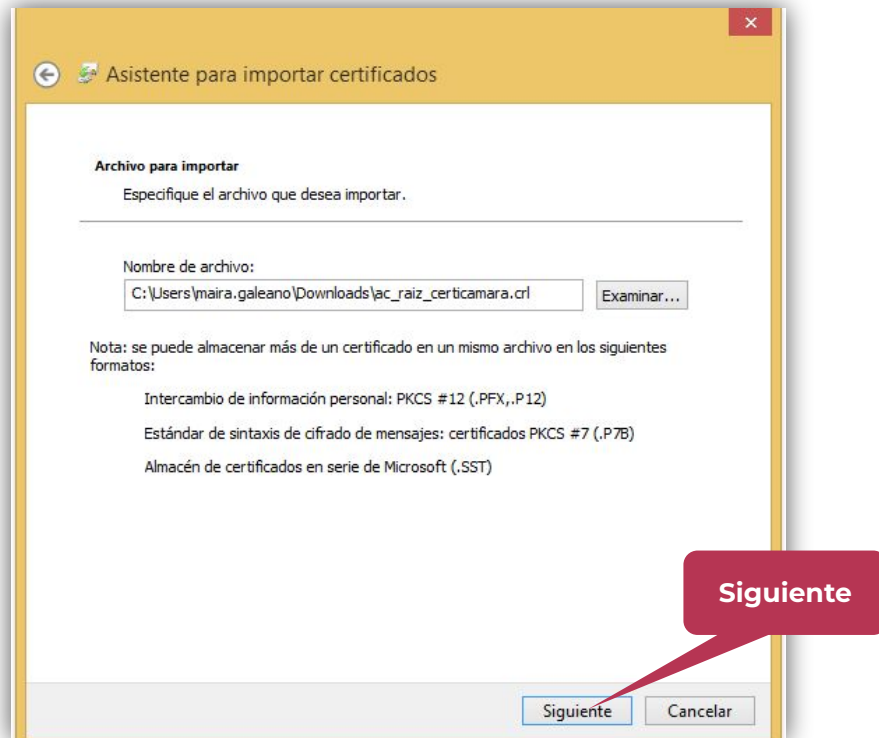 Asistente para importar certificados
Archivo para importar
Especifique el archivo que desea importar.
Nombre de archivo:
C:\Users\maira.galeano\Downloads\ac_raiz_certicamara.crl
Examinar...
Nota: se puede almacenar más de un certificado en un mismo archivo en los siguientes
formatos:
Intercambio de información personal: PKCS #12 (.PFX,.P12)
Estándar de sintaxis de cifrado de mensajes: certificados PKCS #7 (.P7B)
Almacén de certificados en serie de Microsoft (.SST)
Siguiente
Siguiente
Cancelar